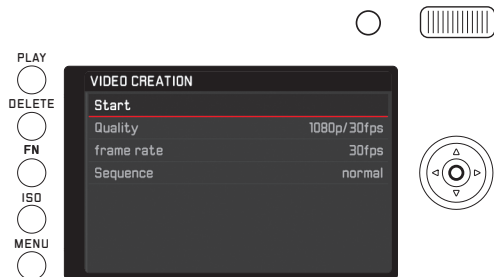 PLAY
DELETE
FN
ISO
MENU
VIDEO CREATION
Start
Quality 1080p/30fps
frame rate 30fps
Sequence normal